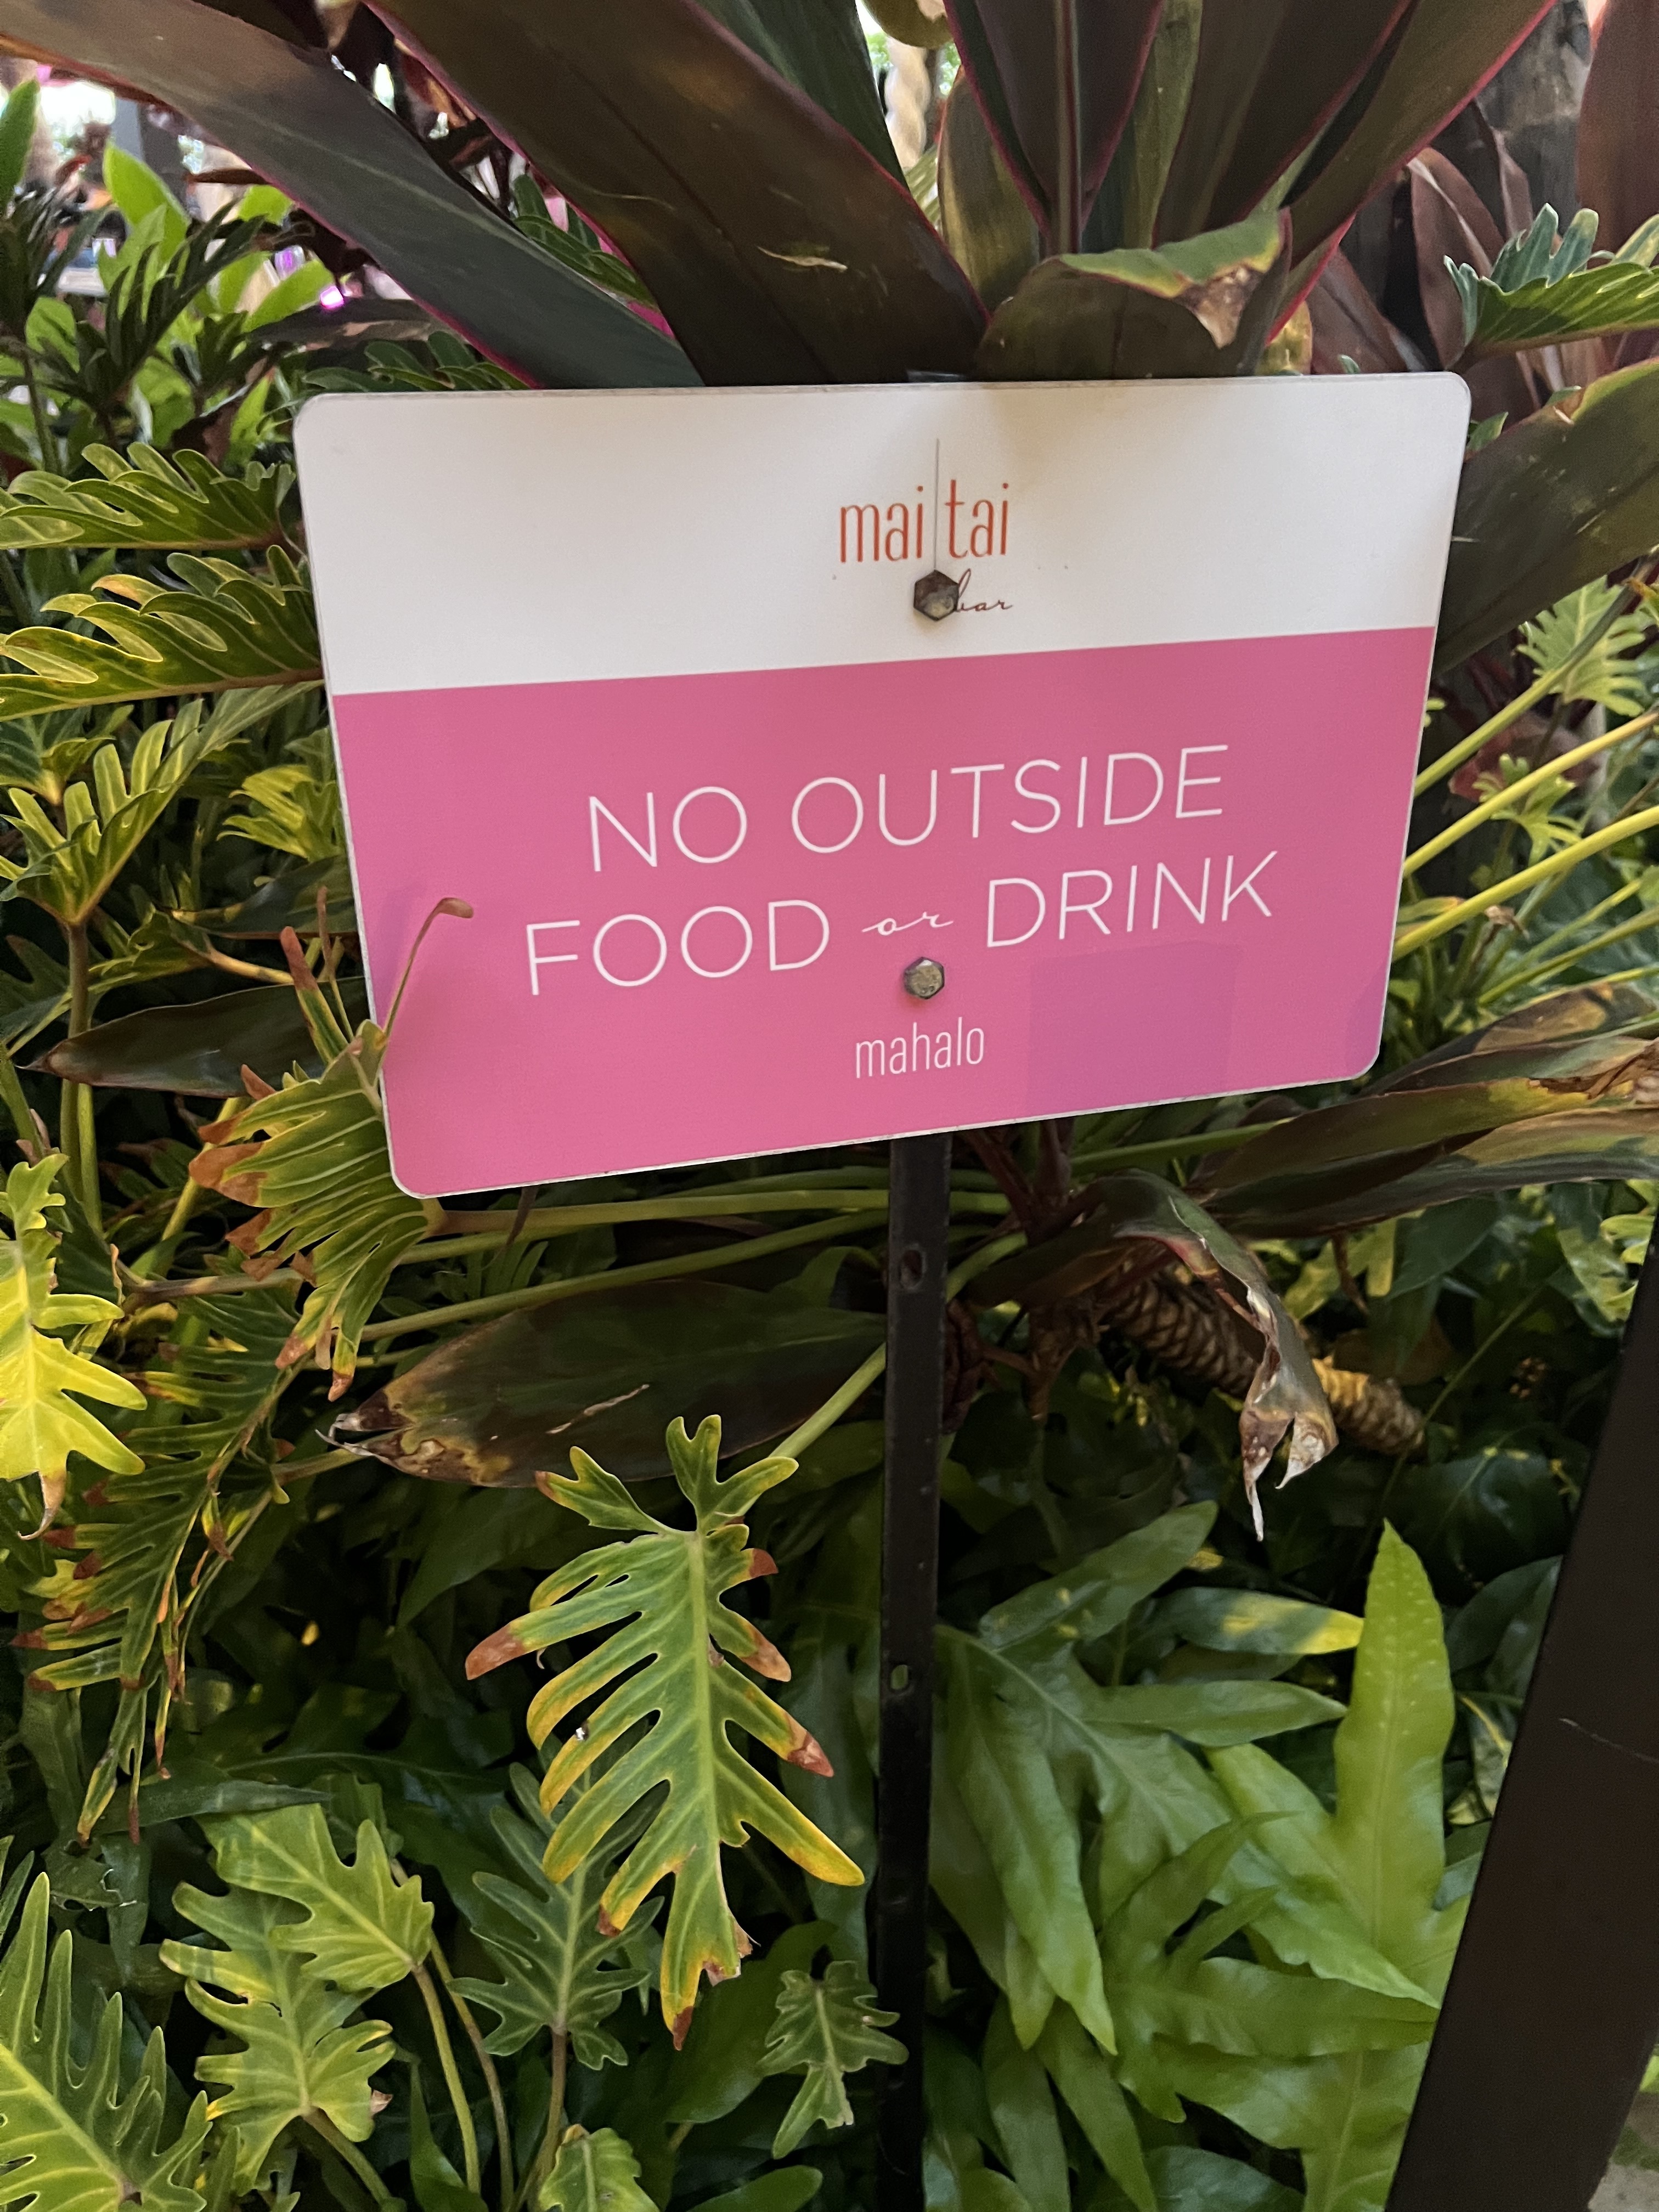 mai tai
bar
NO OUTSIDE
FOOD or DRINK
mahalo